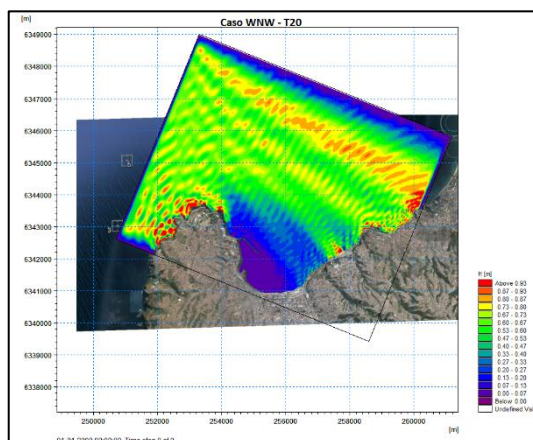 Caso WNW - T20
[m]
6349000
6348000
6347000
6346000
6345000
6344000
6343000
6342000
6341000
6340000
6339000
6338000
250000 252000 254000 256000 258000 260000
[m]
H [m]
Above 0.93
0.87 - 0.93
0.80 - 0.87
0.73 - 0.80
0.67 - 0.73
0.60 - 0.67
0.53 - 0.60
0.47 - 0.53
0.40 - 0.47
0.33 - 0.40
0.27 - 0.33
0.20 - 0.27
0.13 - 0.20
0.07 - 0.13
0.00 - 0.07
Below 0.00
Undefined Val